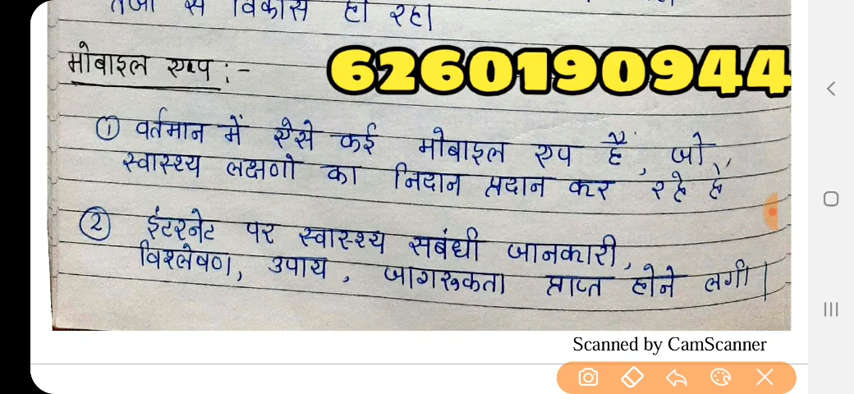 तेजी से विकास हो रहा
मोबाइल एप :-
6260190944
① वर्तमान में ऐसे कई मोबाइल एप है, जो
स्वास्थ्य लक्षणो का निदान प्रदान कर रहे है
② इंटरनेट पर स्वास्थ्य सबंधी जानकारी,
विश्लेषण, उपाय, जागरुकता प्राप्त होने लगी।
Scanned by CamScanner